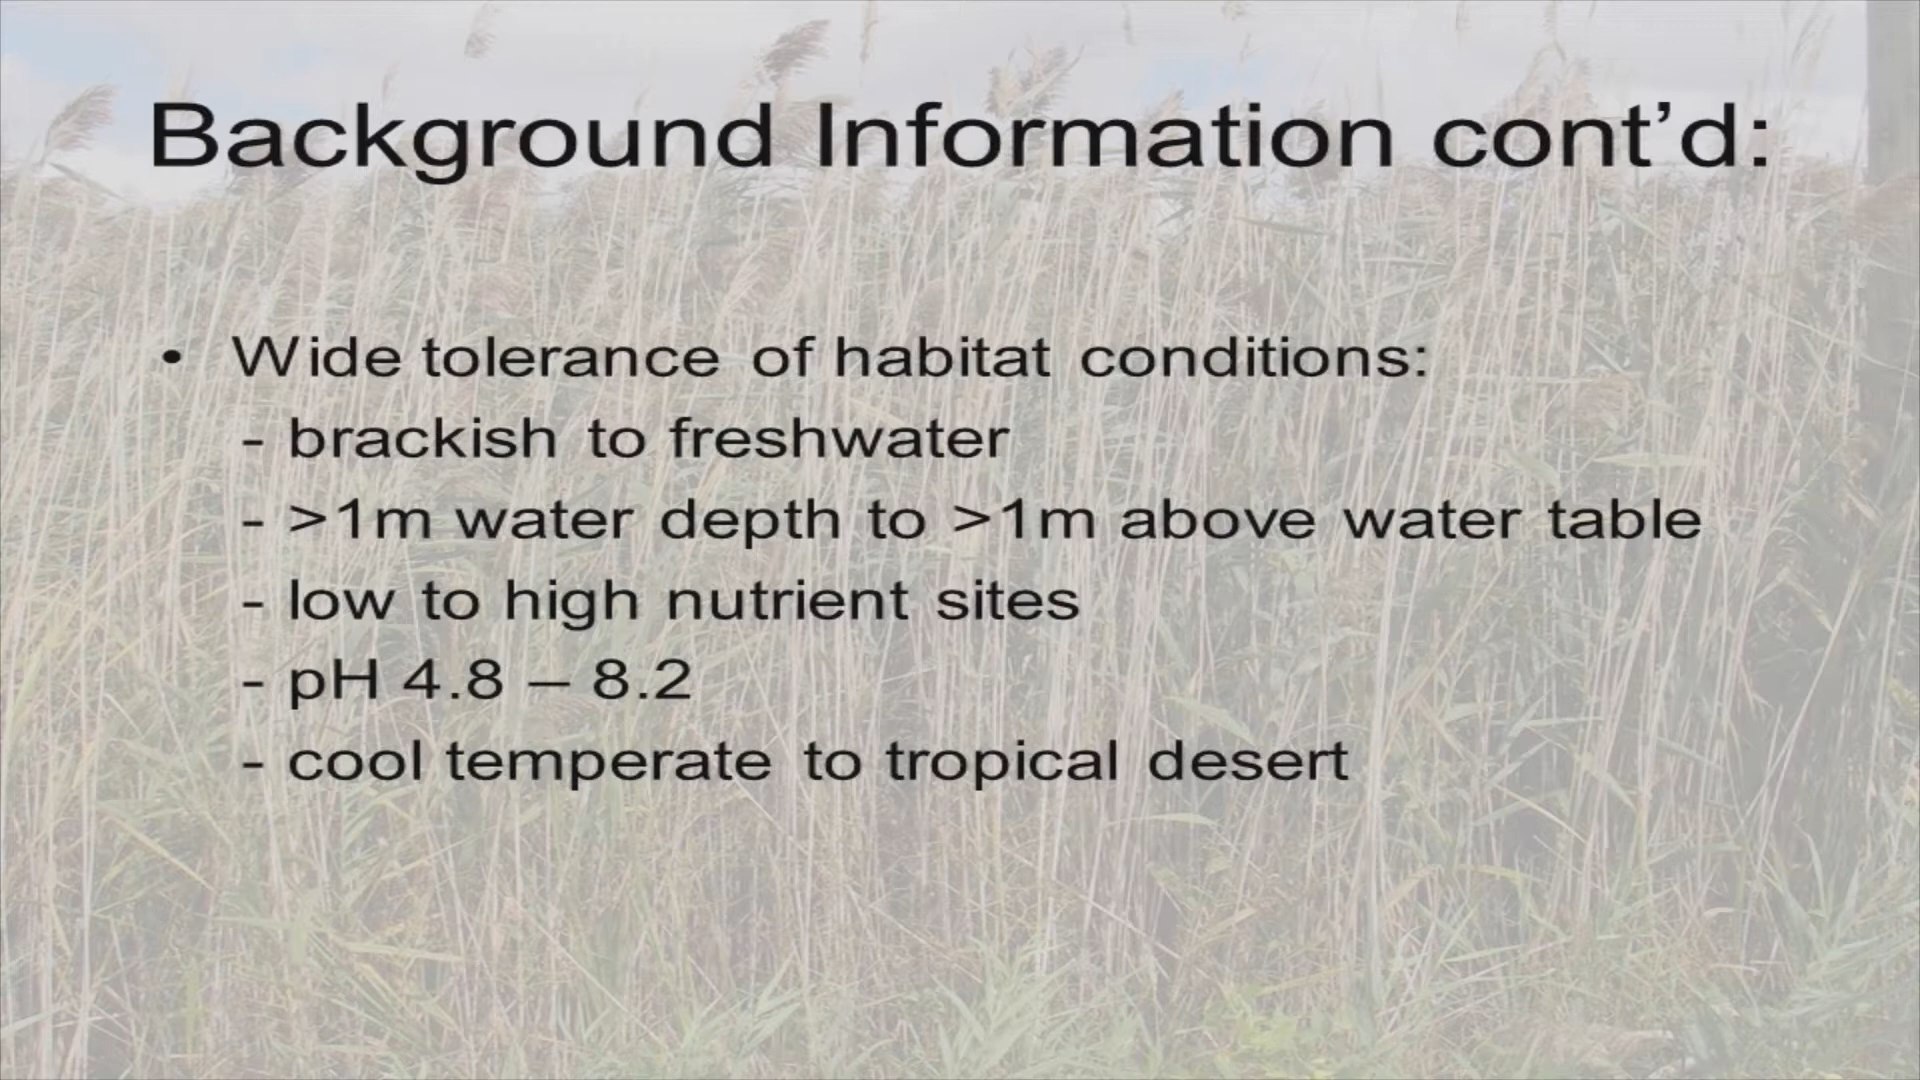 Background Information cont’d:
• Wide tolerance of habitat conditions:
- brackish to freshwater
- >1m water depth to >1m above water table
- low to high nutrient sites
- pH 4.8 – 8.2
- cool temperate to tropical desert